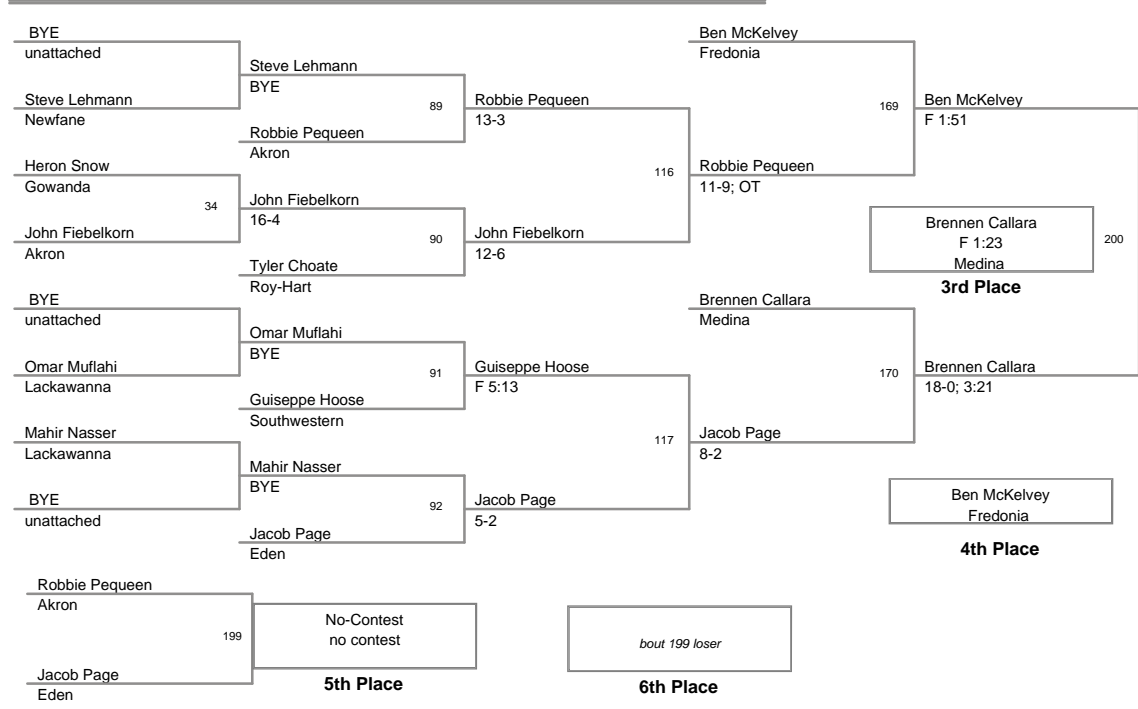 BYE
unattached
Steve Lehmann
Newfane
Heron Snow
Gowanda
34
John Fiebelkorn
Akron
BYE
unattached
Omar Muflahi
Lackawanna
Mahir Nasser
Lackawanna
BYE
unattached
Steve Lehmann
BYE
89
Robbie Pequeen
Akron
John Fiebelkorn
16-4
90
Tyler Choate
Roy-Hart
Omar Muflahi
BYE
91
Guiseppe Hoose
Southwestern
Mahir Nasser
BYE
92
Jacob Page
Eden
Robbie Pequeen
13-3
116
John Fiebelkorn
12-6
Guiseppe Hoose
F 5:13
117
Jacob Page
5-2
Ben McKelvey
Fredonia
169
Robbie Pequeen
11-9; OT
Brennen Callara
Medina
170
Jacob Page
8-2
Ben McKelvey
F 1:51
Brennen Callara
18-0; 3:21
Brennen Callara
F 1:23
Medina
200
3rd Place
Ben McKelvey
Fredonia
4th Place
Robbie Pequeen
Akron
199
Jacob Page
Eden
No-Contest
no contest
5th Place
bout 199 loser
6th Place